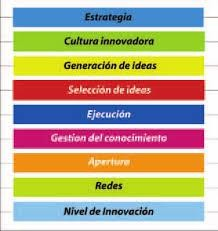 Estrategia
Cultura innovadora
Generación de ideas
Selección de ideas
Ejecución
Gestion del conocimiento
Apertura
Redes
Nivel de Innovación